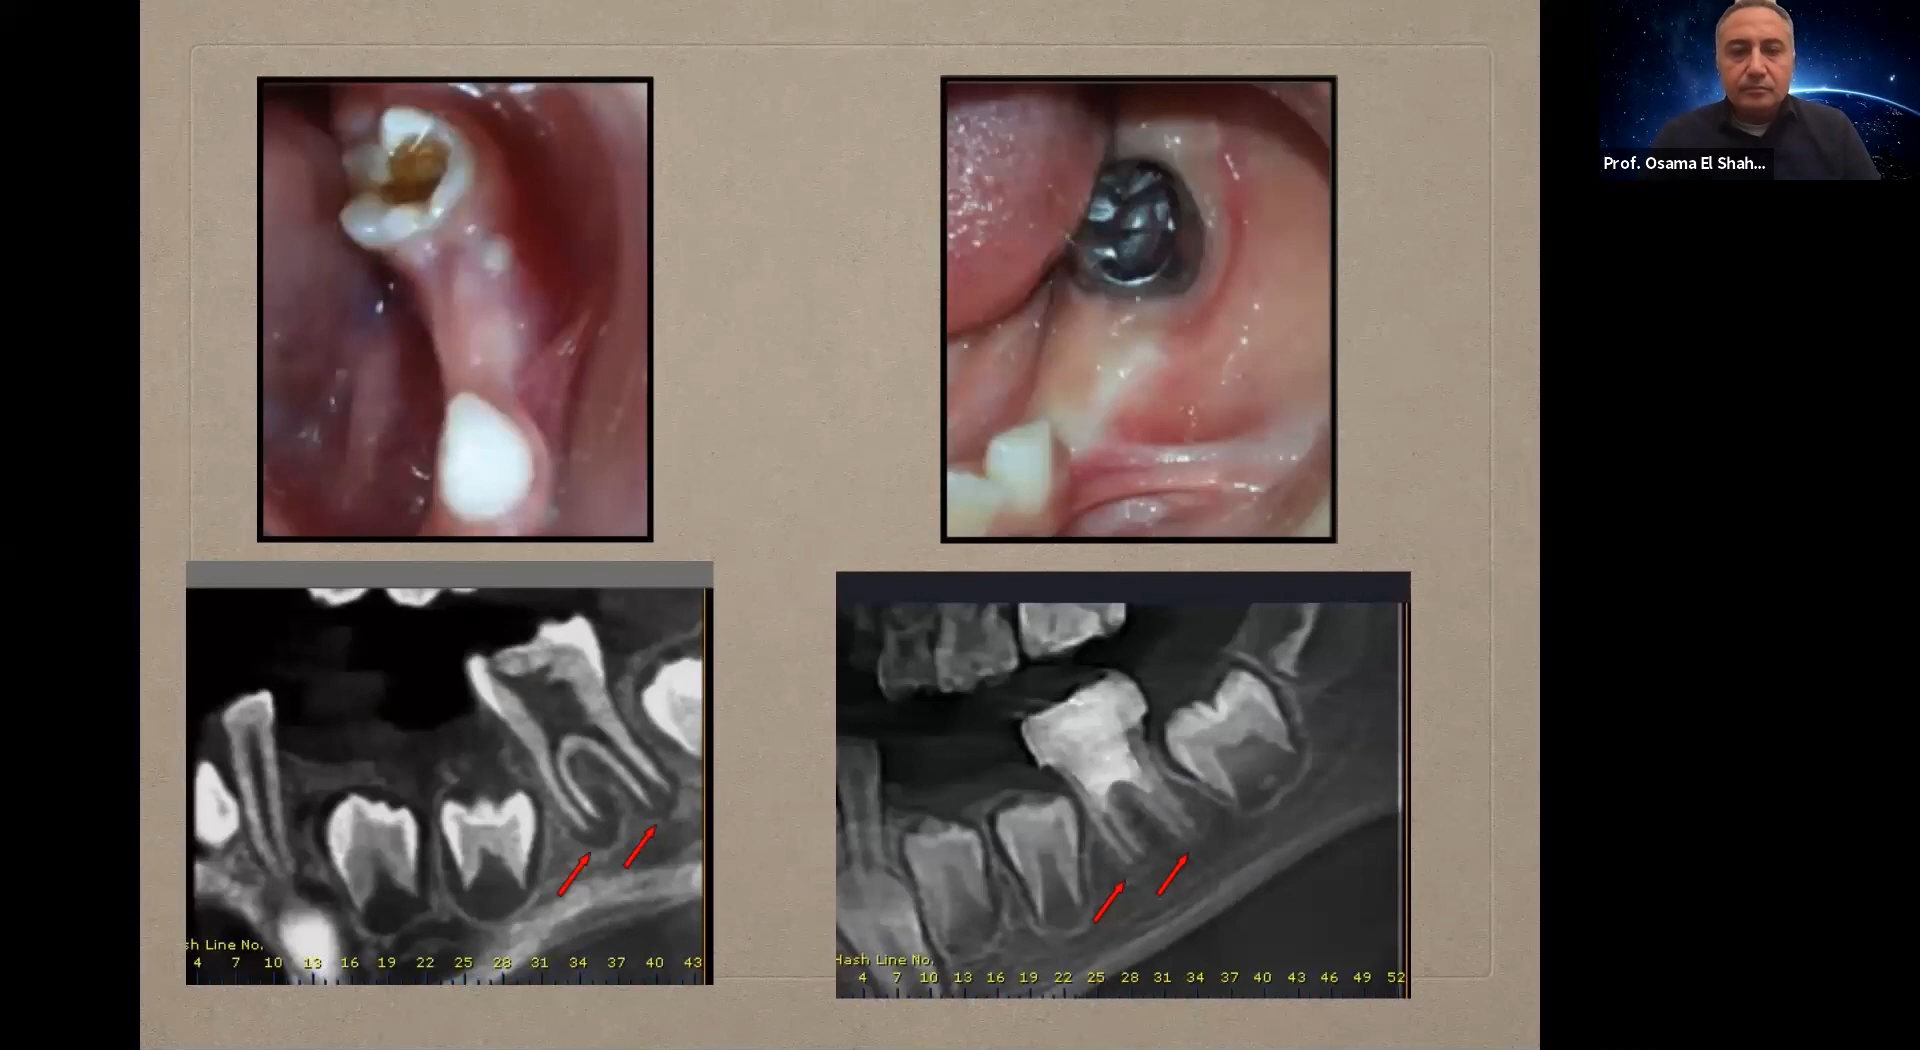 Prof. Osama El Shah...
sh Line No.
4 7 10 13 16 19 22 25 28 31 34 37 40 43
Hash Line No.
4 7 10 13 16 19 22 25 28 31 34 37 40 43 46 49 52